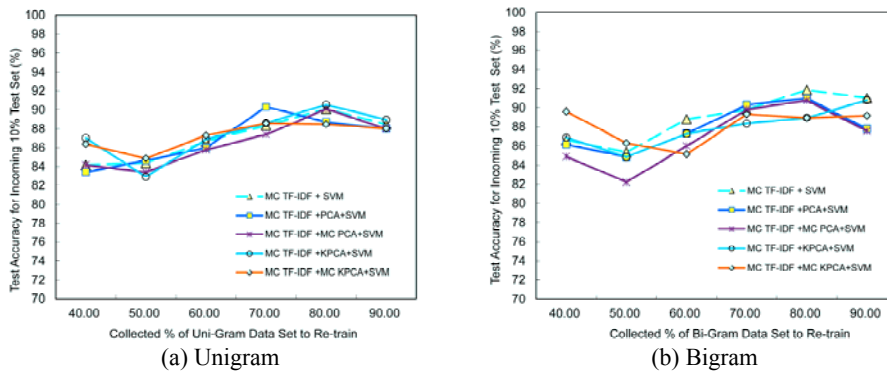 Test Accuracy for Incoming 10% Test Set (%)
100
98
96
94
92
90
88
86
84
82
80
78
76
74
72
70
MC TF-IDF + SVM
MC TF-IDF +PCA+SVM
MC TF-IDF +MC PCA+SVM
MC TF-IDF +KPCA+SVM
MC TF-IDF +MC KPCA+SVM
40.00 50.00 60.00 70.00 80.00 90.00
Collected % of Uni-Gram Data Set to Re-train
(a) Unigram
Test Accuracy for Incoming 10% Test Set (%)
100
98
96
94
92
90
88
86
84
82
80
78
76
74
72
70
MC TF-IDF + SVM
MC TF-IDF +PCA+SVM
MC TF-IDF +MC PCA+SVM
MC TF-IDF +KPCA+SVM
MC TF-IDF +MC KPCA+SVM
40.00 50.00 60.00 70.00 80.00 90.00
Collected % of Bi-Gram Data Set to Re-train
(b) Bigram